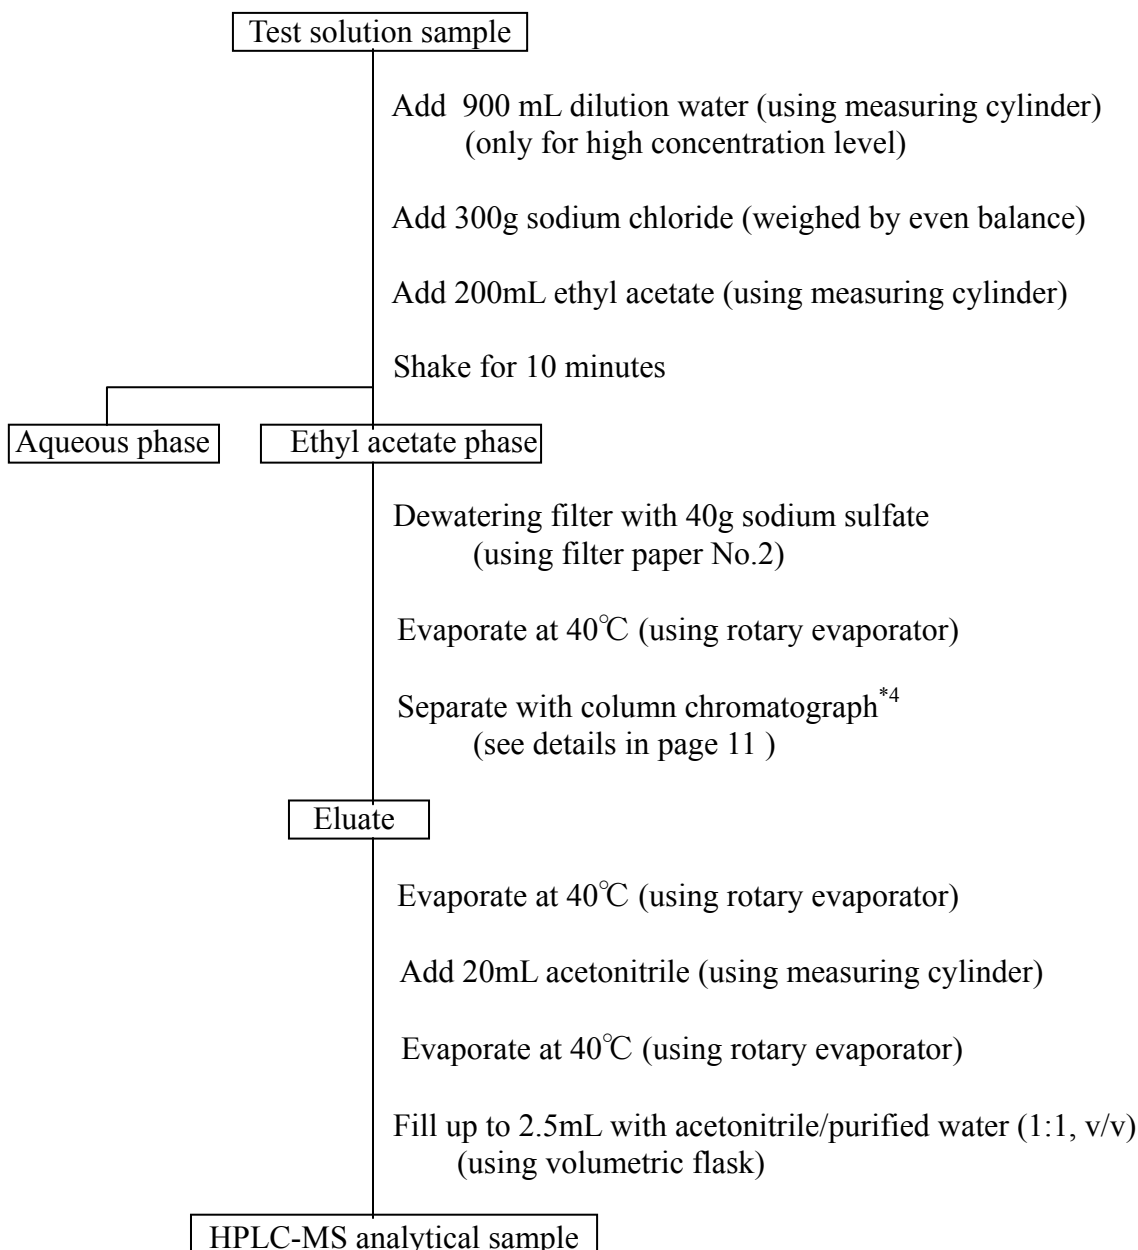 Test solution sample
Add 900 mL dilution water (using measuring cylinder)
(only for high concentration level)
Add 300g sodium chloride (weighed by even balance)
Add 200mL ethyl acetate (using measuring cylinder)
Shake for 10 minutes
Aqueous phase
Ethyl acetate phase
Dewatering filter with 40g sodium sulfate
(using filter paper No.2)
Evaporate at 40℃ (using rotary evaporator)
Separate with column chromatograph*4
(see details in page 11 )
Eluate
Evaporate at 40℃ (using rotary evaporator)
Add 20mL acetonitrile (using measuring cylinder)
Evaporate at 40℃ (using rotary evaporator)
Fill up to 2.5mL with acetonitrile/purified water (1:1, v/v)
(using volumetric flask)
HPLC-MS analytical sample